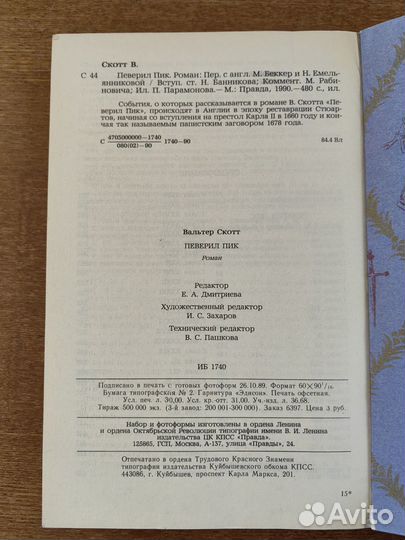 Скотт В.
С 44 Певерил Пик. Роман: Пер. с англ. М. Беккер и Н. Емель-
янниковой / Вступ. ст. Н. Банникова; Коммент. М. Раби-
новича; Ил. П. Парамонова.— М.: Правда, 1990.—480 с., ил.
События, о которых рассказывается в романе В. Скотта «Пе-
верил Пик», происходят в Англии в эпоху реставрации Стюар-
тов, начиная со вступления на престол Карла II в 1660 году и кон-
чая так называемым папистским заговором 1678 года.
С 4705000000—1740 / 080(02)—90 1740—90 84.4 Вл
Вальтер Скотт
ПЕВЕРИЛ ПИК
Роман
Редактор
Е. А. Дмитриева
Художественный редактор
И. С. Захаров
Технический редактор
В. С. Пашкова
ИБ 1740
Подписано в печать с готовых фотоформ 26.10.89. Формат 60×90¹/₁₆.
Бумага типографская № 2. Гарнитура «Эдисон». Печать офсетная.
Усл. печ. л. 30,00. Усл. кр.-отт. 31,00. Уч.-изд. л. 36,68.
Тираж 500 000 экз. (3-й завод: 200 001-300 000). Заказ 6397. Цена 3 руб.
Набор и фотоформы изготовлены в ордена Ленина
и ордена Октябрьской Революции типографии имени В. И. Ленина
издательства ЦК КПСС «Правда».
125865, ГСП, Москва, А-137, улица «Правды», 24.
Отпечатано в ордена Трудового Красного Знамени
типографии издательства Куйбышевского обкома КПСС.
443086, г. Куйбышев, проспект Карла Маркса, 201.
15*
Avito